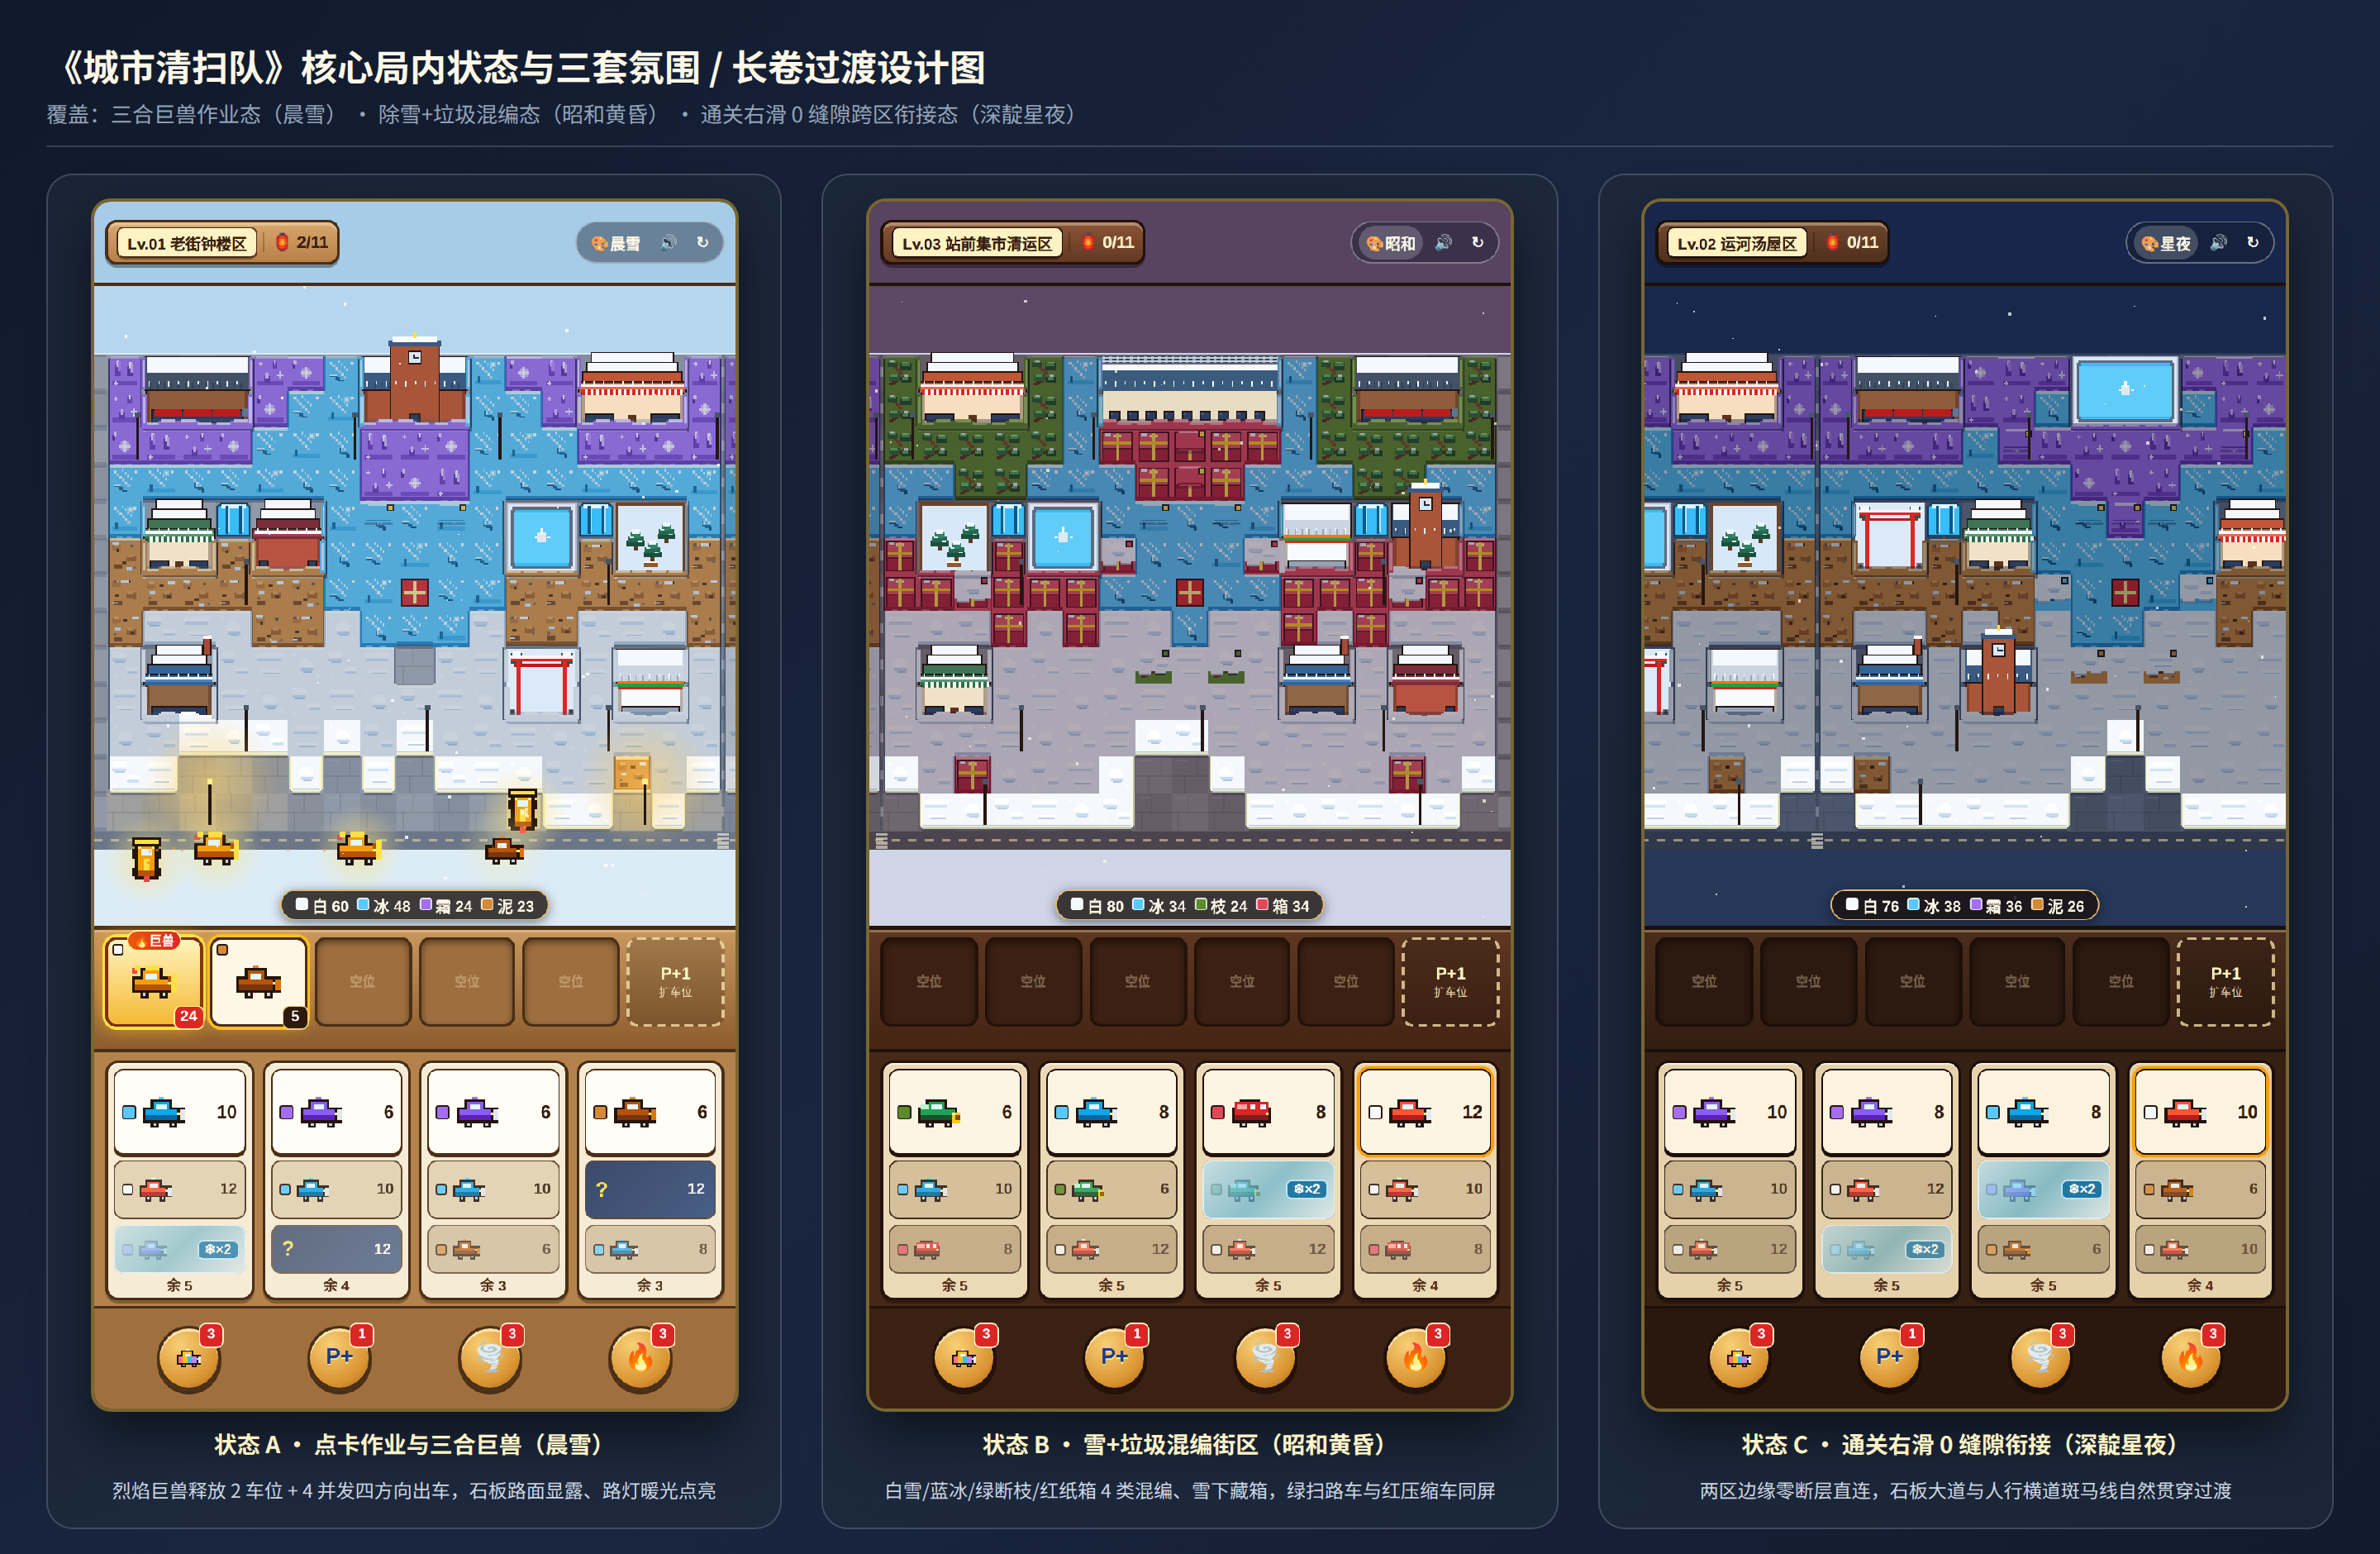 《城市清扫队》核心局内状态与三套氛围 / 长卷过渡设计图
覆盖：三合巨兽作业态（晨雪） • 除雪+垃圾混编态（昭和黄昏） • 通关右滑 0 缝隙跨区衔接态（深靛星夜）
Lv.01 老街钟楼区 2/11
晨雪
白 60 冰 48 霜 24 泥 23
巨兽
24
5
空位 空位 空位
P+1
扩车位
10 6 6 6
12 10 10 ? 12
❄×2 ? 12 6 8
余 5 余 4 余 3 余 3
3 1 3 3
P+
状态 A • 点卡作业与三合巨兽（晨雪）
烈焰巨兽释放 2 车位 + 4 并发四方向出车，石板路面显露、路灯暖光点亮
Lv.03 站前集市清运区 0/11
昭和
白 80 冰 34 枝 24 箱 34
空位 空位 空位 空位 空位
P+1
扩车位
6 8 8 12
10 6 ❄×2 10
8 12 12 8
余 5 余 5 余 5 余 4
3 1 3 3
P+
状态 B • 雪+垃圾混编街区（昭和黄昏）
白雪/蓝冰/绿断枝/红纸箱 4 类混编、雪下藏箱，绿扫路车与红压缩车同屏
Lv.02 运河汤屋区 0/11
星夜
白 76 冰 38 霜 36 泥 26
空位 空位 空位 空位 空位
P+1
扩车位
10 8 8 10
10 12 ❄×2 6
12 ❄×2 6 10
余 5 余 5 余 5 余 4
3 1 3 3
P+
状态 C • 通关右滑 0 缝隙衔接（深靛星夜）
两区边缘零断层直连，石板大道与人行横道斑马线自然贯穿过渡